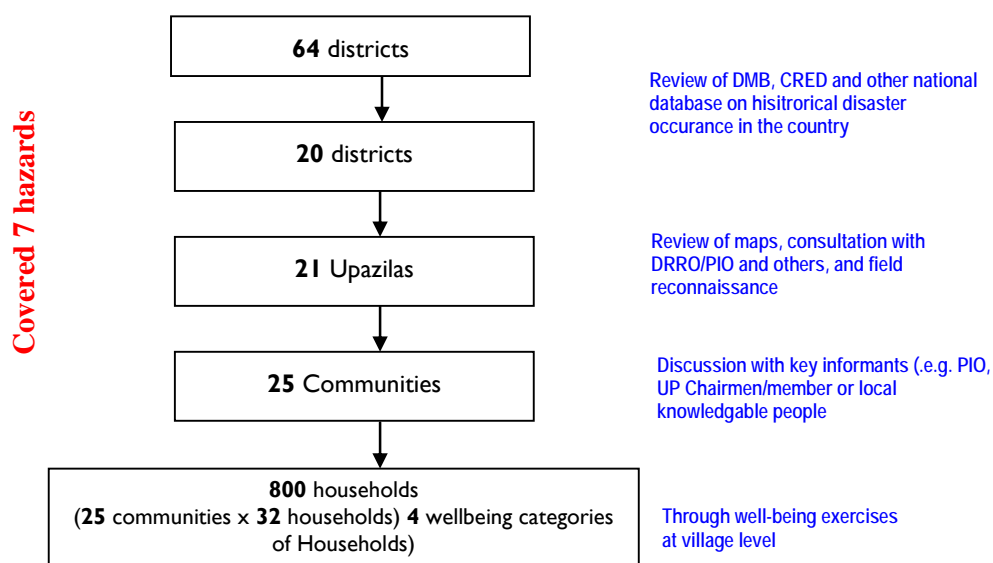 64 districts
Review of DMB, CRED and other national
database on hisitrorical disaster
occurance in the country
Covered 7 hazards
20 districts
21 Upazilas
Review of maps, consultation with
DRRO/PIO and others, and field
reconnaissance
25 Communities
Discussion with key informants (.e.g. PIO,
UP Chairmen/member or local
knowledgable people
800 households
(25 communities x 32 households) 4 wellbeing categories
of Households)
Through well-being exercises
at village level